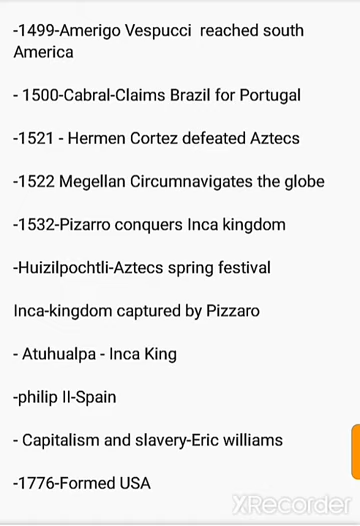 -1499-Amerigo Vespucci  reached south
America
- 1500-Cabral-Claims Brazil for Portugal
-1521 - Hermen Cortez defeated Aztecs
-1522 Megellan Circumnavigates the globe
-1532-Pizarro conquers Inca kingdom
-Huizilpochtli-Aztecs spring festival
Inca-kingdom captured by Pizzaro
- Atuhualpa - Inca King
-philip II-Spain
- Capitalism and slavery-Eric williams
-1776-Formed USA
XRecorder